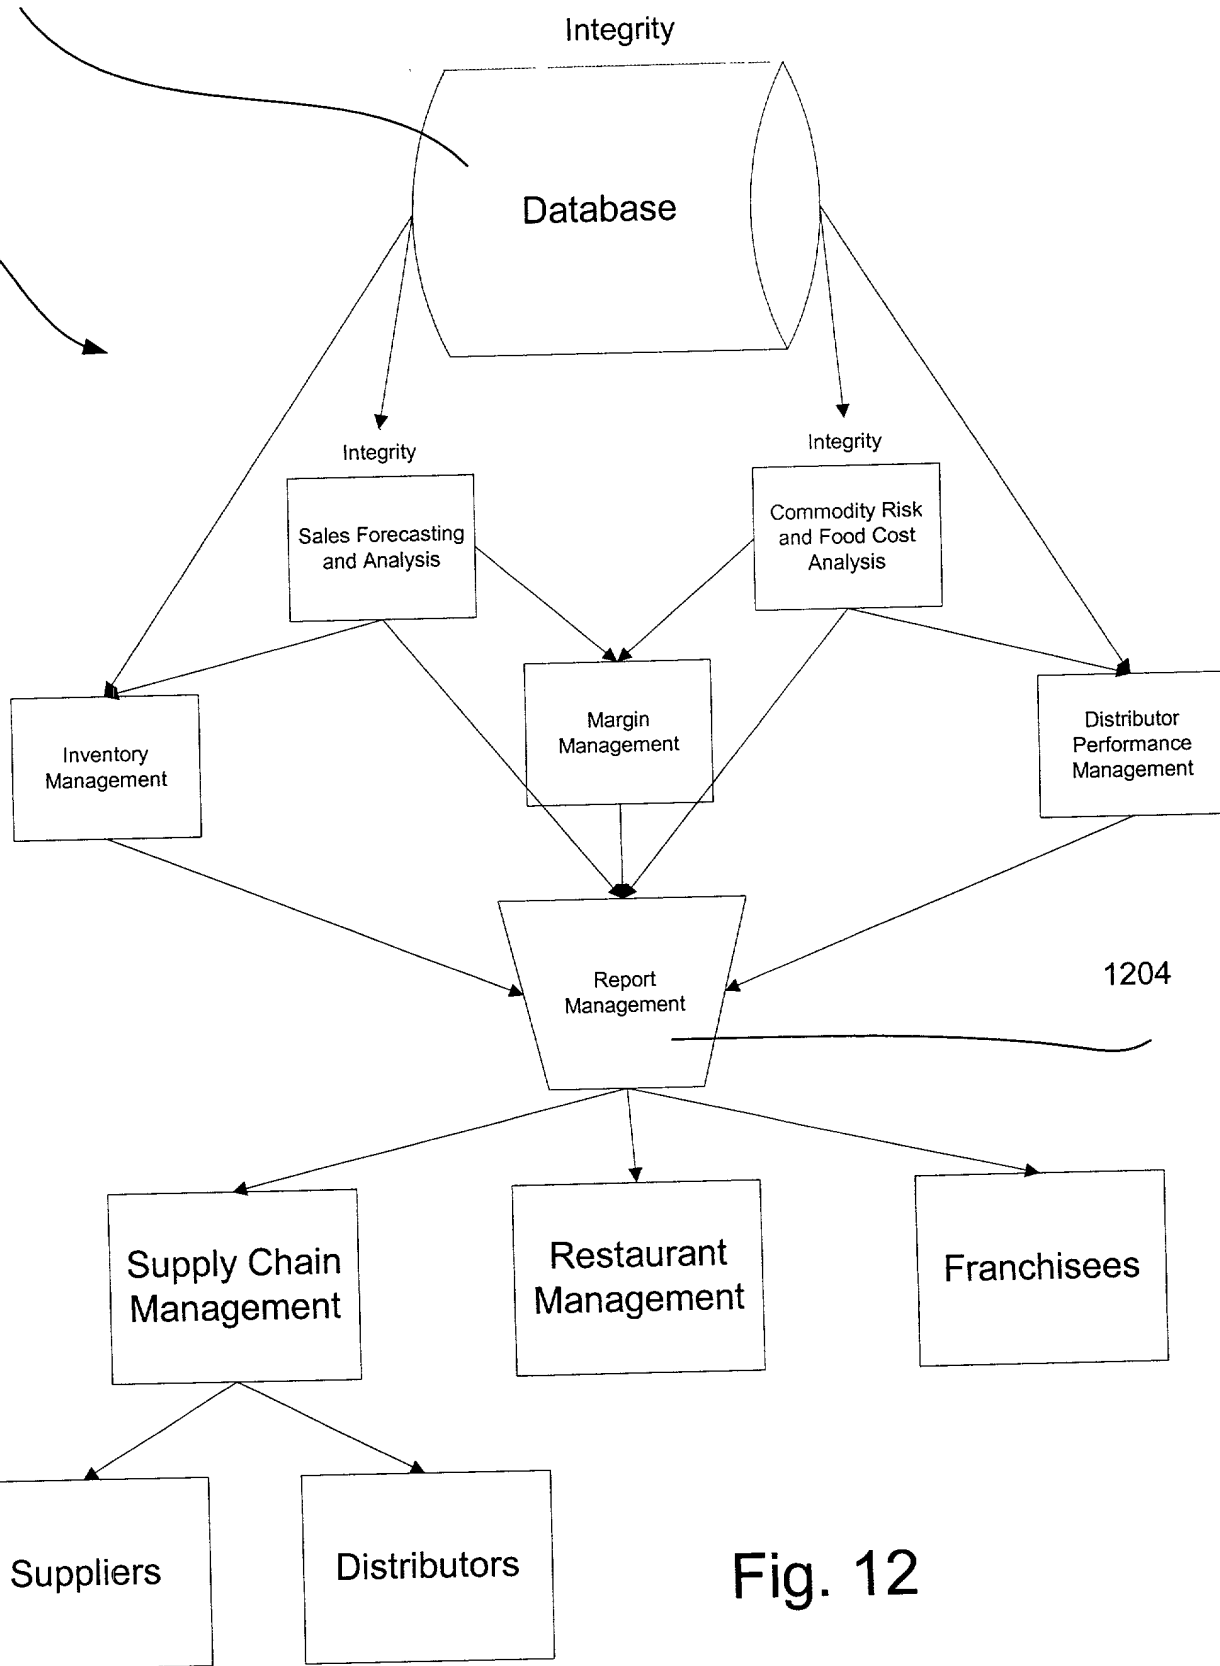 Integrity
Database
Integrity
Integrity
Sales Forecasting
and Analysis
Commodity Risk
and Food Cost
Analysis
Inventory
Management
Margin
Management
Distributor
Performance
Management
Report
Management
1204
Supply Chain
Management
Restaurant
Management
Franchisees
Suppliers
Distributors
Fig. 12